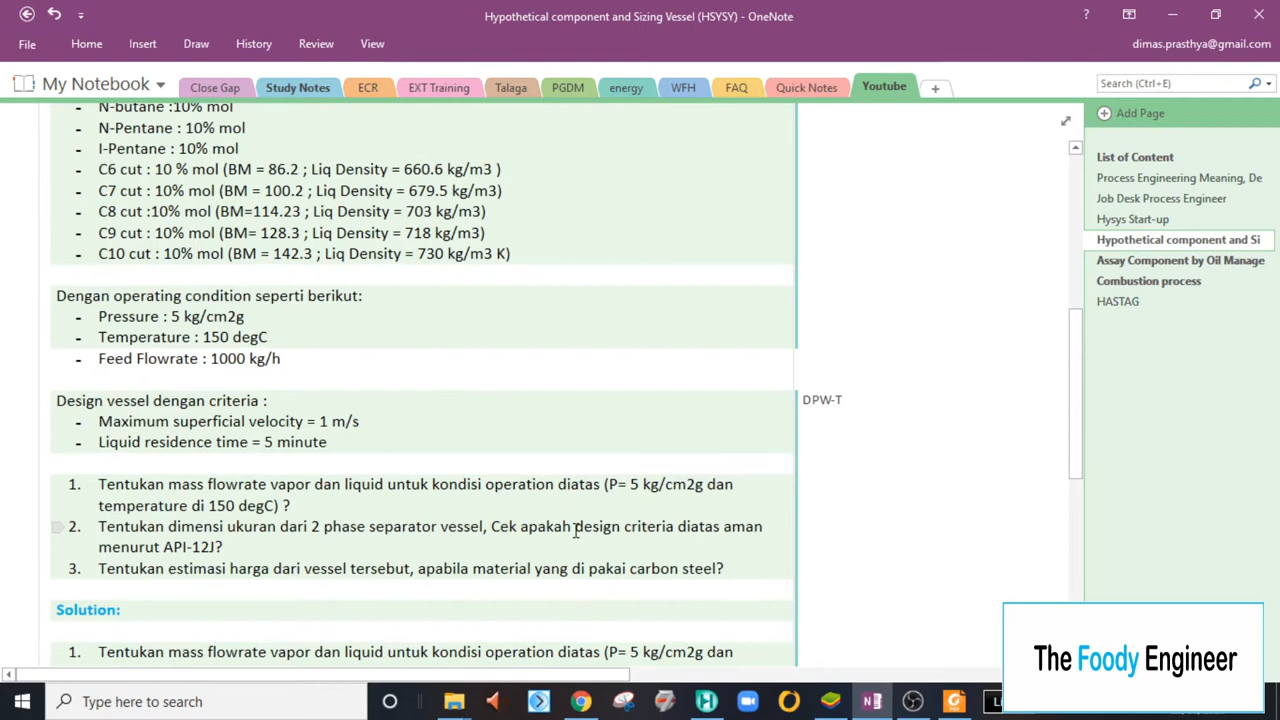 Hypothetical component and Sizing Vessel (HSYSY) - OneNote
File Home Insert Draw History Review View
dimas.prasthya@gmail.com
My Notebook
Close Gap Study Notes ECR EXT Training Talaga PGDM energy WFH FAQ Quick Notes Youtube
Search (Ctrl+E)
- N-butane :10% mol
- N-Pentane : 10% mol
- I-Pentane : 10% mol
- C6 cut : 10 % mol (BM = 86.2 ; Liq Density = 660.6 kg/m3 )
- C7 cut : 10% mol (BM = 100.2 ; Liq Density = 679.5 kg/m3)
- C8 cut :10% mol (BM=114.23 ; Liq Density = 703 kg/m3)
- C9 cut : 10% mol (BM = 128.3 ; Liq Density = 718 kg/m3)
- C10 cut : 10% mol (BM = 142.3 ; Liq Density = 730 kg/m3 K)
Dengan operating condition seperti berikut:
- Pressure : 5 kg/cm2g
- Temperature : 150 degC
- Feed Flowrate : 1000 kg/h
Design vessel dengan criteria :
- Maximum superficial velocity = 1 m/s
- Liquid residence time = 5 minute
DPW-T
1. Tentukan mass flowrate vapor dan liquid untuk kondisi operation diatas (P= 5 kg/cm2g dan
temperature di 150 degC) ?
2. Tentukan dimensi ukuran dari 2 phase separator vessel, Cek apakah design criteria diatas aman
menurut API-12J?
3. Tentukan estimasi harga dari vessel tersebut, apabila material yang di pakai carbon steel?
Solution:
1. Tentukan mass flowrate vapor dan liquid untuk kondisi operation diatas (P= 5 kg/cm2g dan
Add Page
List of Content
Process Engineering Meaning, De
Job Desk Process Engineer
Hysys Start-up
Hypothetical component and Si
Assay Component by Oil Manage
Combustion process
HASTAG
The Foody Engineer
Type here to search